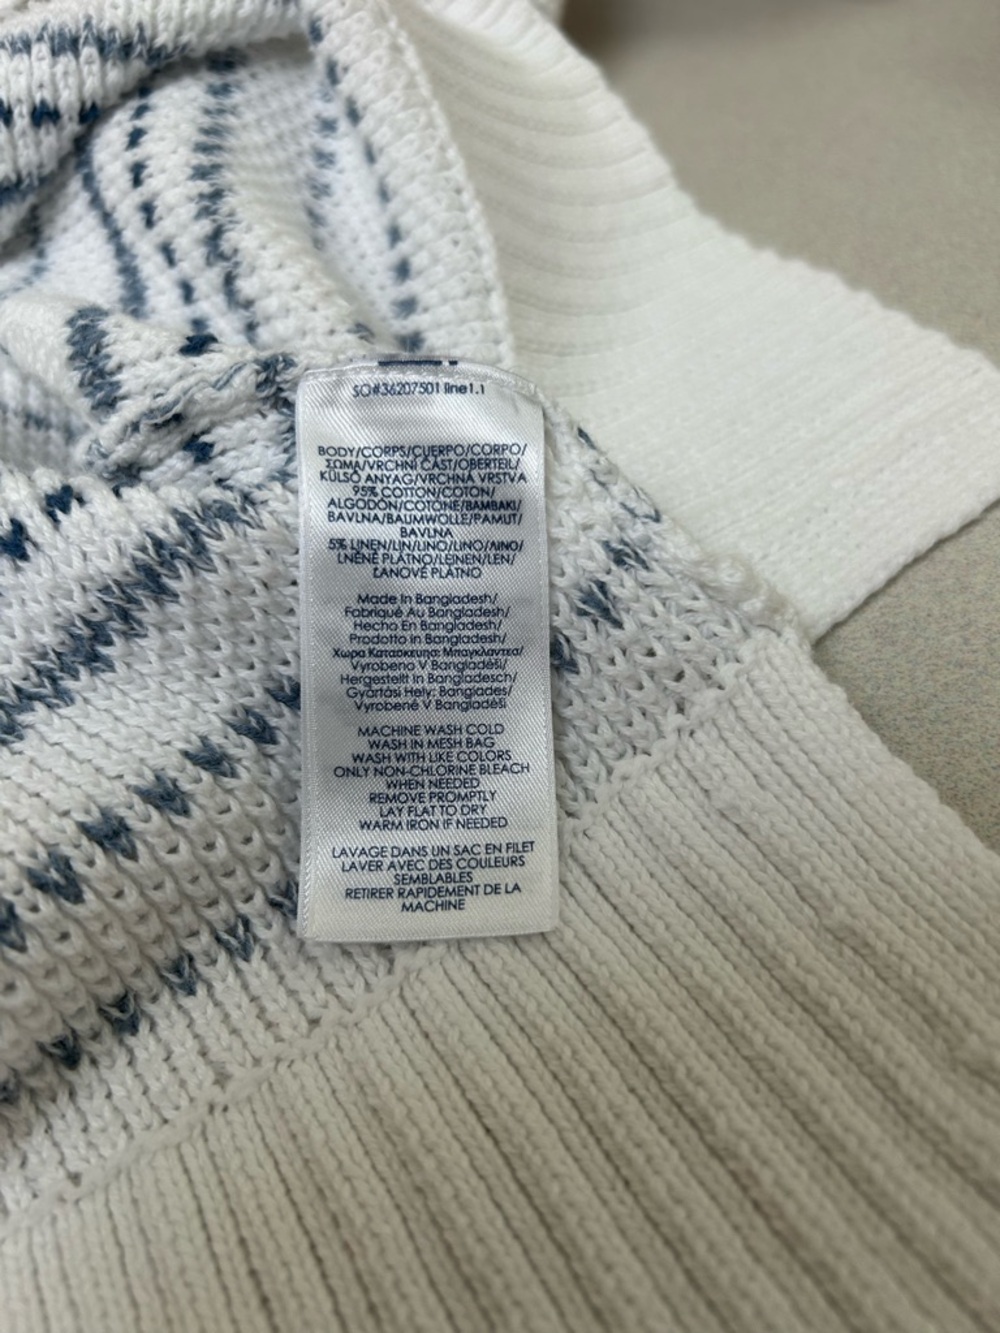 SO#36207501 line1.1
BODY/CORPS/CUERPO/CORPO/
ΣΩΜΑ/VRCHNÍ ČÁST/OBERTEIL/
KÜLSŐ ANYAG/VRCHNÁ VRSTVA
95% COTTON/COTON/
ALGODÓN/COTONE/ΒΑΜΒΑΚΙ/
BAVLNA/BAUMWOLLE/PAMUT/
BAVLNA
5% LINEN/LIN/LINO/LINO/ΛΙΝΟ/
LNĚNÉ PLÁTNO/LEINEN/LEN/
ĽANOVÉ PLÁTNO
Made In Bangladesh/
Fabriqué Au Bangladesh/
Hecho En Bangladesh/
Prodotto in Bangladesh/
Χωρα Κατασκευης: Μπαγκλαντες/
Vyrobeno V Bangladéši/
Hergestellt In Bangladesch/
Gyártási Hely: Banglades/
Vyrobené V Bangladéši
MACHINE WASH COLD
WASH IN MESH BAG
WASH WITH LIKE COLORS
ONLY NON-CHLORINE BLEACH
WHEN NEEDED
REMOVE PROMPTLY
LAY FLAT TO DRY
WARM IRON IF NEEDED
LAVAGE DANS UN SAC EN FILET
LAVER AVEC DES COULEURS
SEMBLABLES
RETIRER RAPIDEMENT DE LA
MACHINE